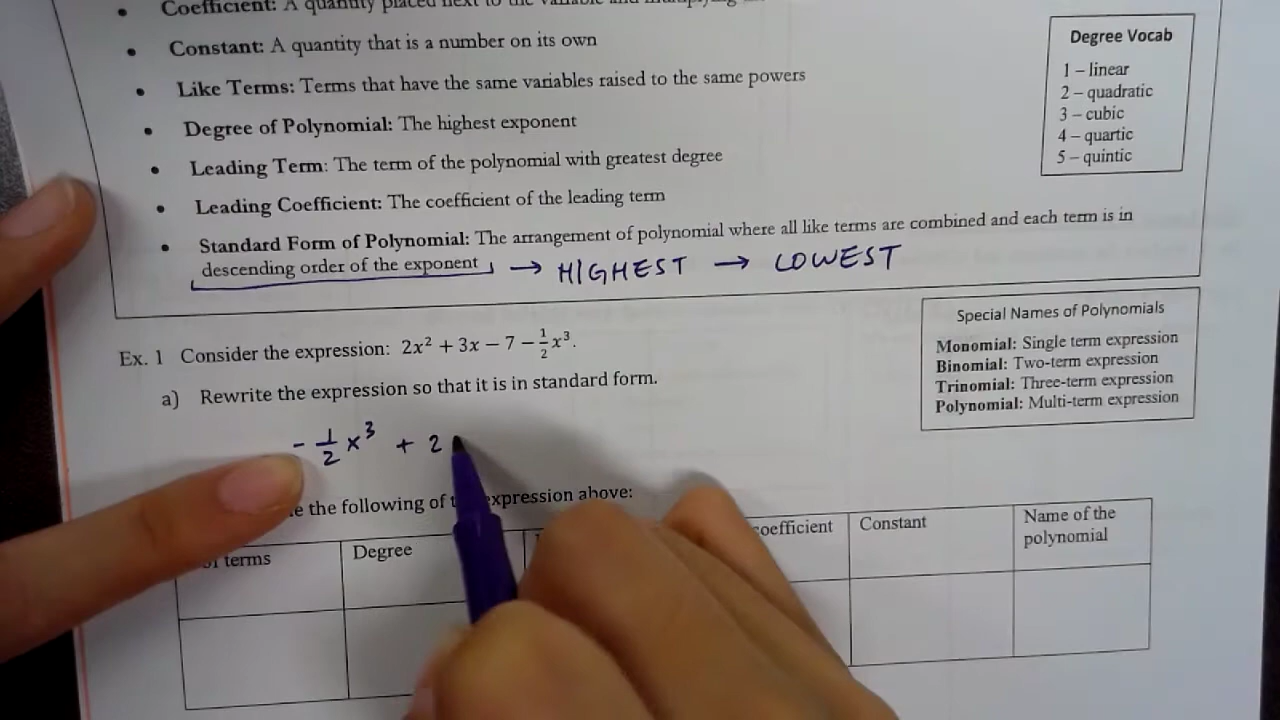 Coefficient: A quantity placed next to the variable and multiplying
Constant: A quantity that is a number on its own
Like Terms: Terms that have the same variables raised to the same powers
Degree of Polynomial: The highest exponent
Leading Term: The term of the polynomial with greatest degree
Leading Coefficient: The coefficient of the leading term
Standard Form of Polynomial: The arrangement of polynomial where all like terms are combined and each term is in
descending order of the exponent → HIGHEST → LOWEST
Degree Vocab
1 – linear
2 – quadratic
3 – cubic
4 – quartic
5 – quintic
Ex. 1 Consider the expression: 2x² + 3x − 7 − ½x³.
a) Rewrite the expression so that it is in standard form.
- ½x³ + 2
Special Names of Polynomials
Monomial: Single term expression
Binomial: Two-term expression
Trinomial: Three-term expression
Polynomial: Multi-term expression
the following of expression above:
terms
Degree
coefficient
Constant
Name of the
polynomial